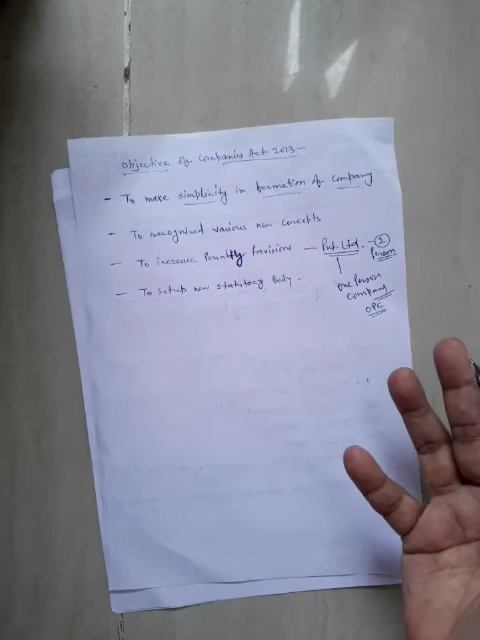 Objective of Companies Act 2013-
- To make simplicity in formation of company
- To recognised various new concepts
- To increase Penalty Provisions - Pvt. Ltd. - 2 Person
- To setup new statutory Body.
One Person
Company
OPC